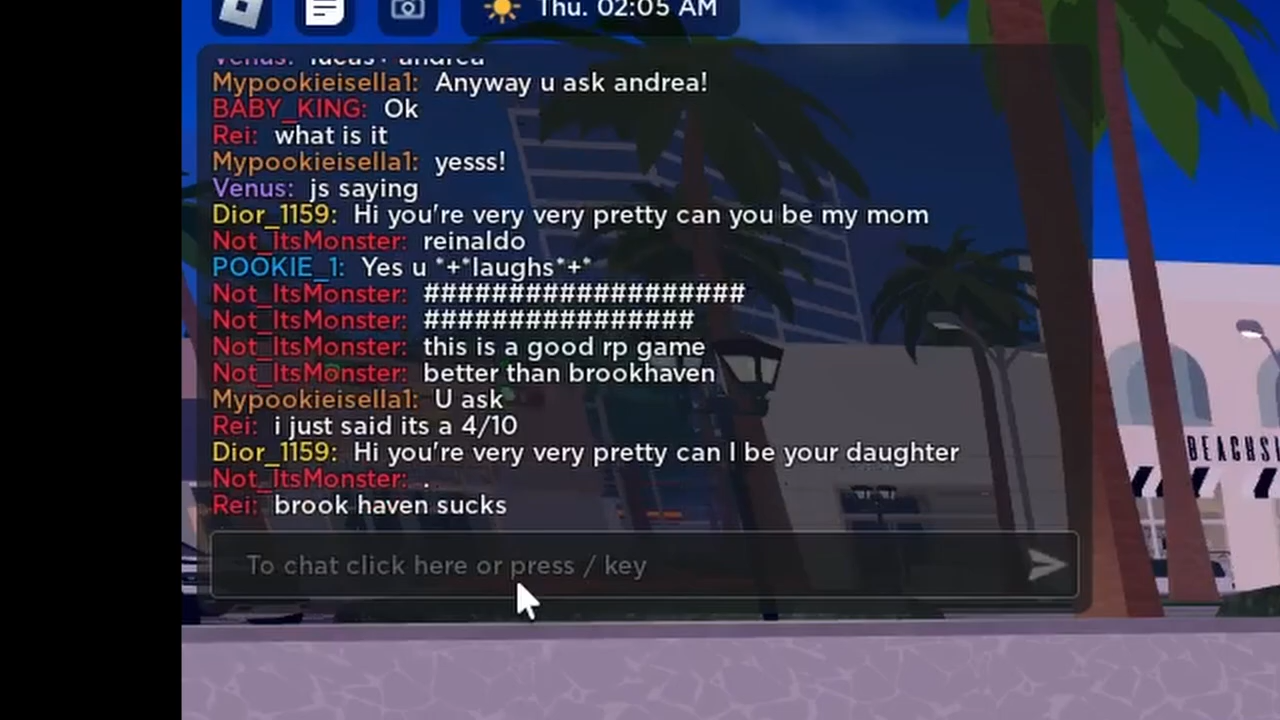 Thu. 02:05 AM
Venus: lucas+ andrea
Mypookieisella1: Anyway u ask andrea!
BABY_KING: Ok
Rei: what is it
Mypookieisella1: yesss!
Venus: js saying
Dior_1159: Hi you're very very pretty can you be my mom
Not_ItsMonster: reinaldo
POOKIE_1: Yes u *+*laughs*+*
Not_ItsMonster: ###################
Not_ItsMonster: ################
Not_ItsMonster: this is a good rp game
Not_ItsMonster: better than brookhaven
Mypookieisella1: U ask
Rei: i just said its a 4/10
Dior_1159: Hi you're very very pretty can I be your daughter
Not_ItsMonster: .
Rei: brook haven sucks
To chat click here or press / key
BEACHSI